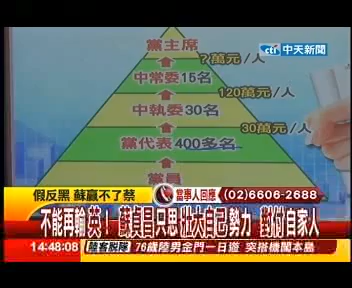 黨主席
cti 中天新聞
?萬元/人
中常委15名
120萬元/人
中執委30名
30萬元/人
黨代表400多名
黨員
假反黑 蘇贏不了蔡
當事人回應 (02)6606-2688
不能再輸英! 蘇貞昌只思壯大自己勢力 對付自家人
14:48:08 陸客脫隊 76歲陸男金門一日遊 突搭機闖本島